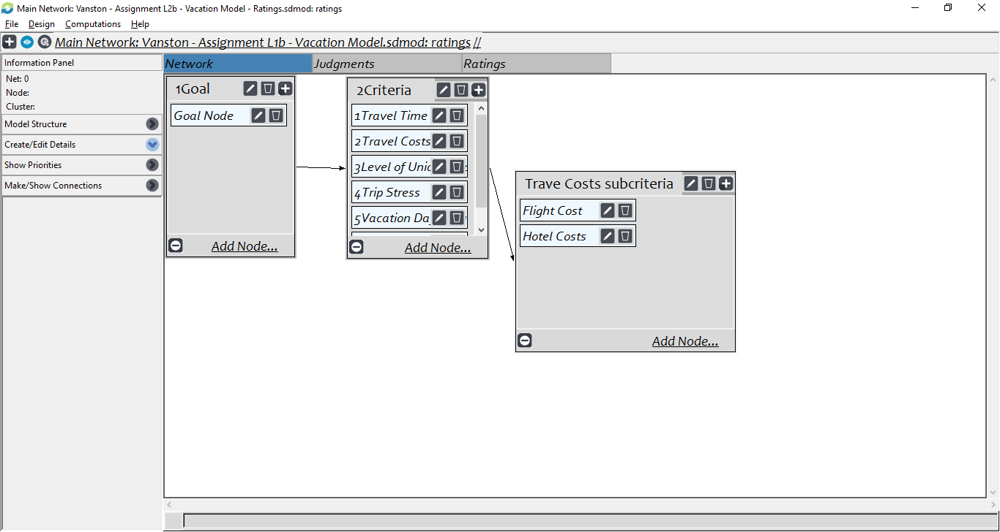 Main Network: Vanston - Assignment L2b - Vacation Model - Ratings.sdmod: ratings
File Design Computations Help
Main Network: Vanston - Assignment L1b - Vacation Model.sdmod: ratings //
Information Panel
Net: 0
Node:
Cluster:
Model Structure
Create/Edit Details
Show Priorities
Make/Show Connections
Network Judgments Ratings
1Goal
Goal Node
Add Node...
2Criteria
1Travel Time
2Travel Costs
3Level of Unic
4Trip Stress
5Vacation Da
Add Node...
Trave Costs subcriteria
Flight Cost
Hotel Costs
Add Node...